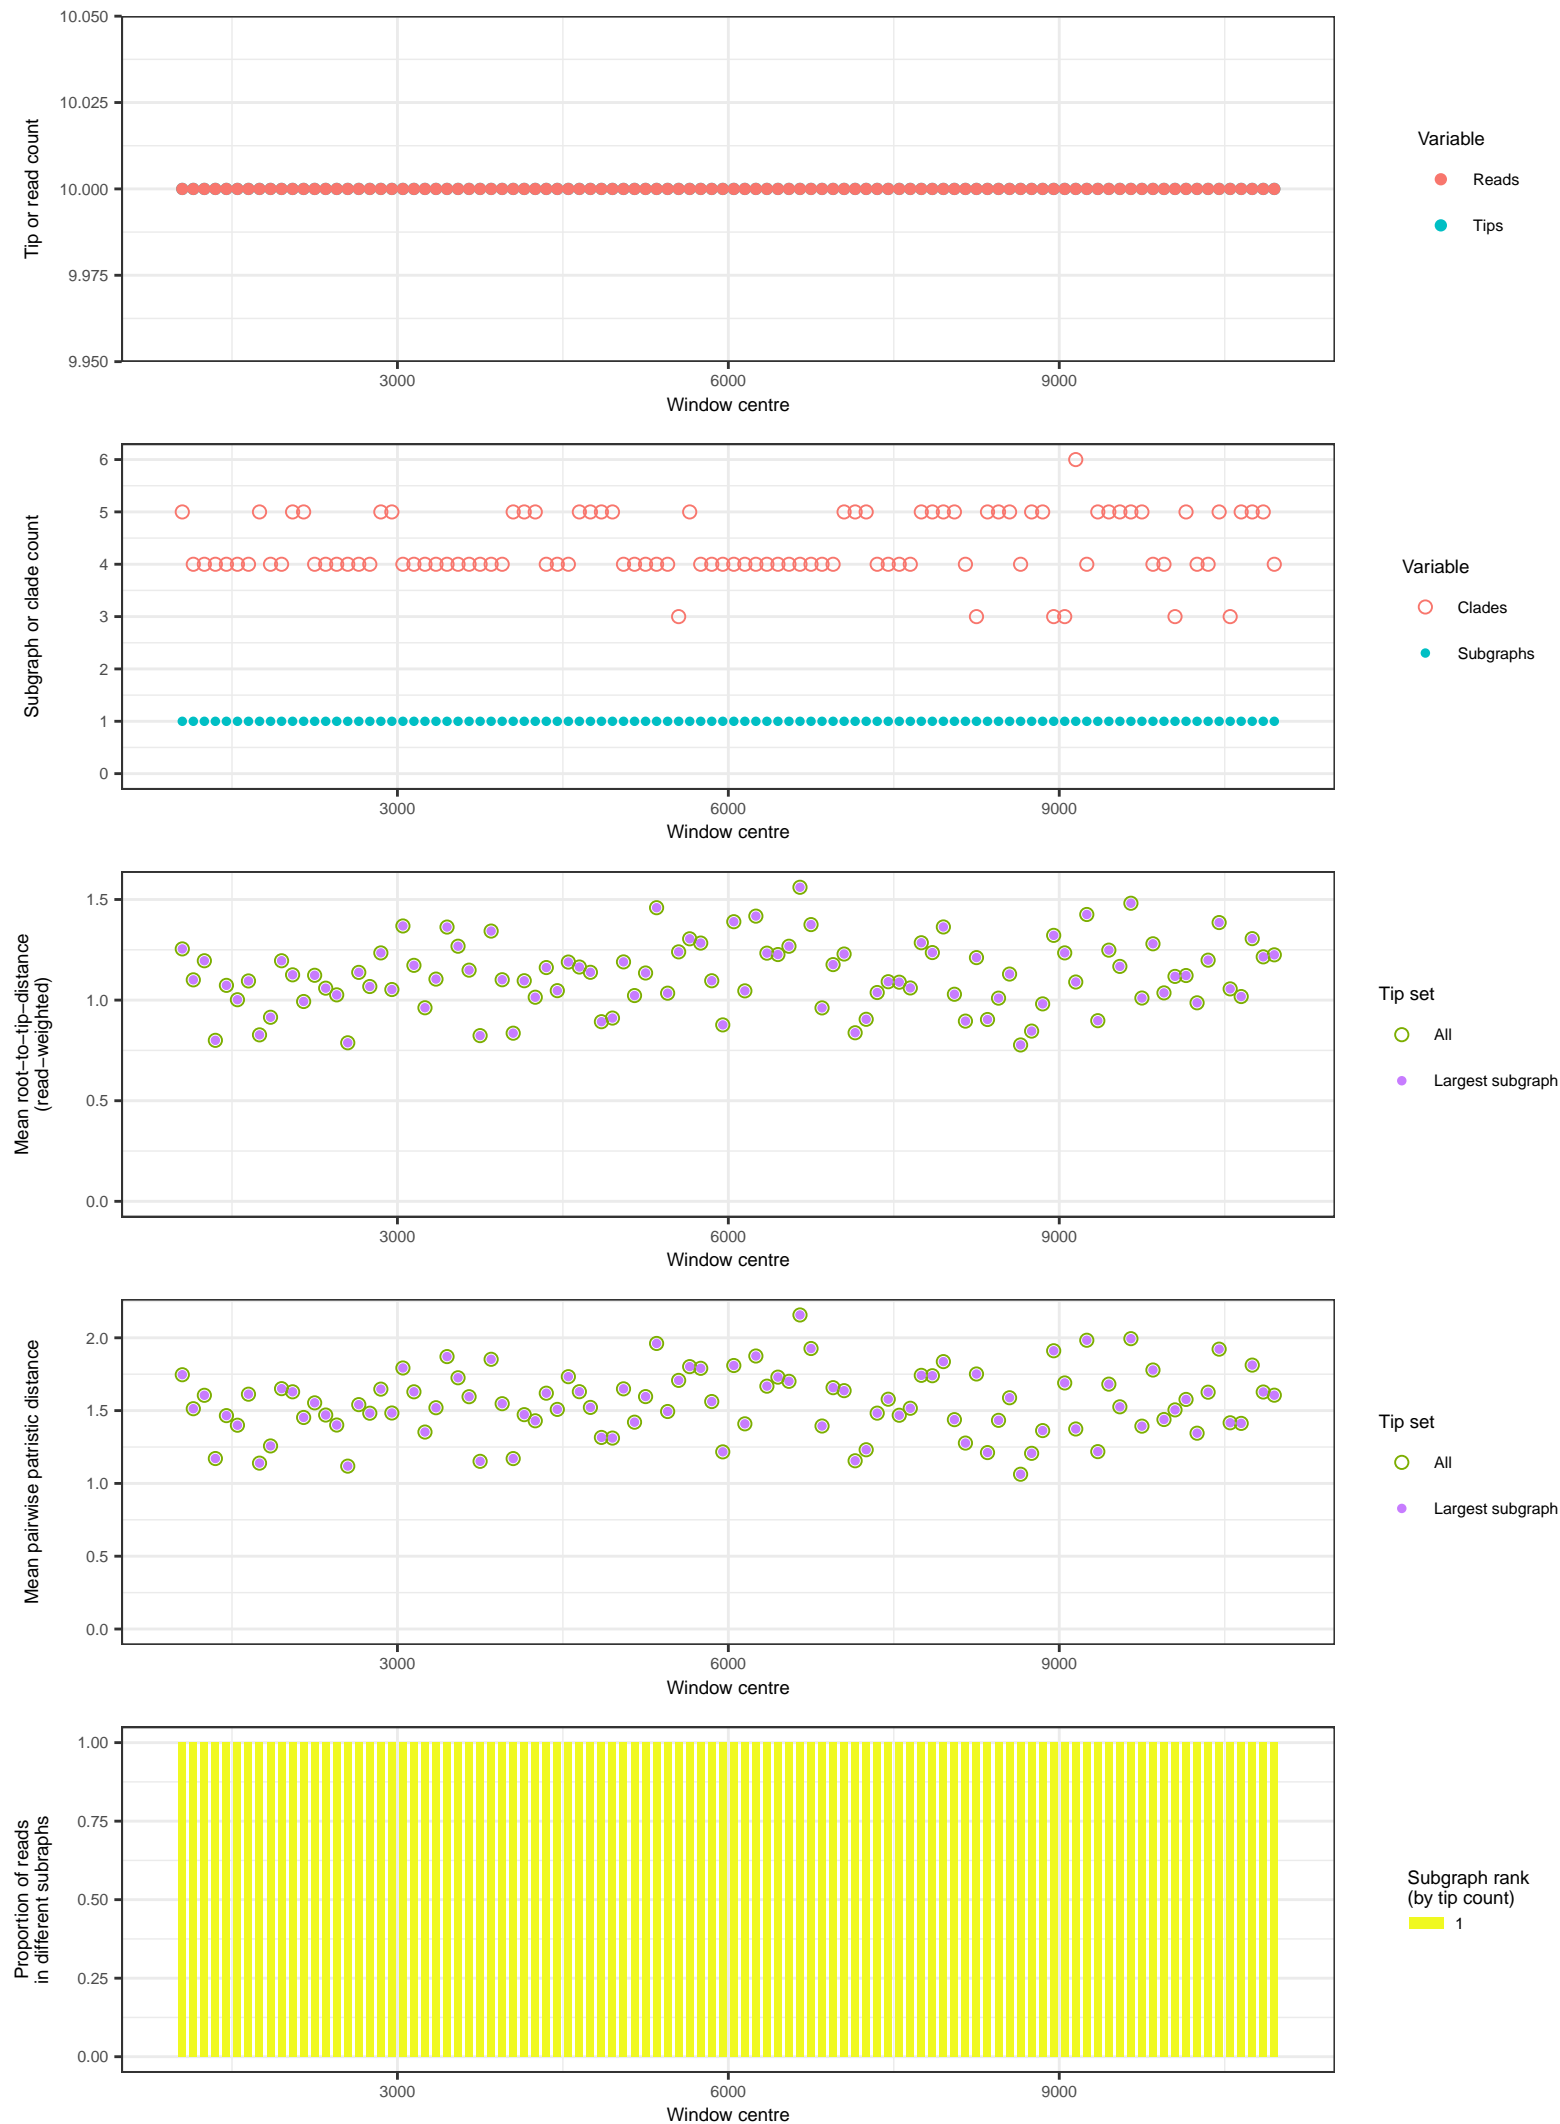 10.050
10.025
10.000
9.975
9.950
Tip or read count
3000 6000 9000
Window centre
Variable
Reads
Tips
6
5
4
3
2
1
0
Subgraph or clade count
3000 6000 9000
Window centre
Variable
Clades
Subgraphs
1.5
1.0
0.5
0.0
Mean root−to−tip−distance
(read−weighted)
3000 6000 9000
Window centre
Tip set
All
Largest subgraph
2.0
1.5
1.0
0.5
0.0
Mean pairwise patristic distance
3000 6000 9000
Window centre
Tip set
All
Largest subgraph
1.00
0.75
0.50
0.25
0.00
Proportion of reads
in different subraphs
3000 6000 9000
Window centre
Subgraph rank
(by tip count)
1